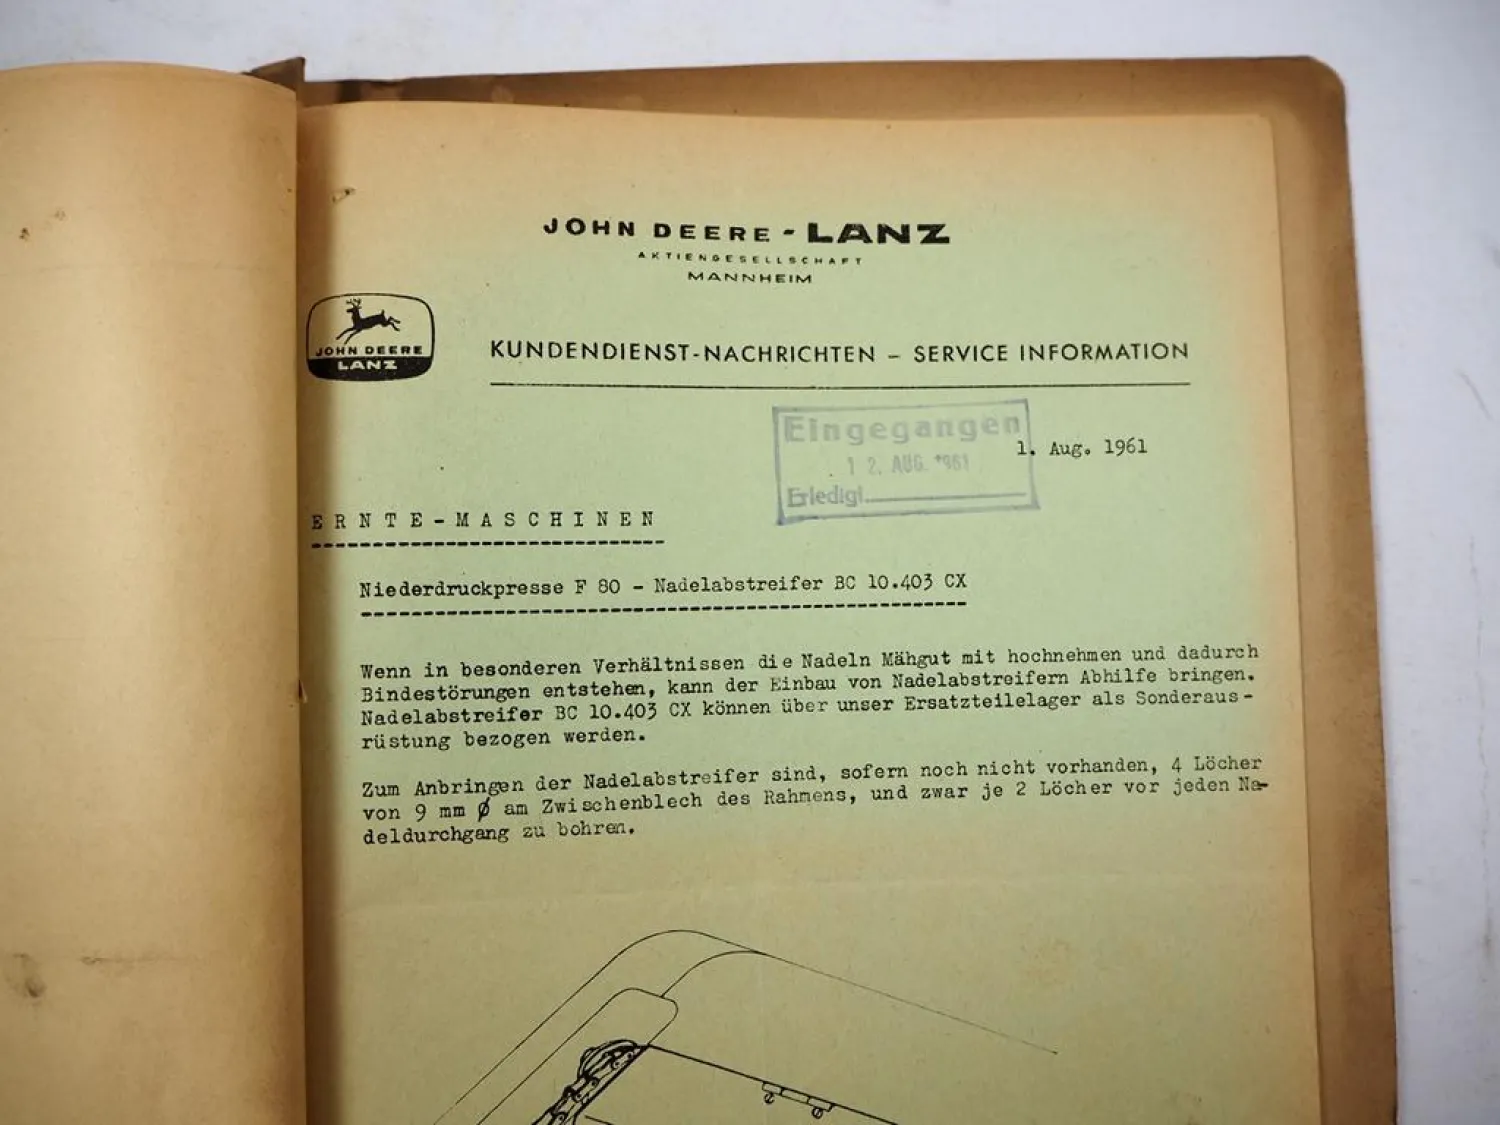 JOHN DEERE - LANZ
AKTIENGESELLSCHAFT
MANNHEIM
JOHN DEERE
LANZ
KUNDENDIENST-NACHRICHTEN – SERVICE INFORMATION
Eingegangen
12. AUG. 1961
Erledigt
1. Aug. 1961
ERNTE-MASCHINEN
Niederdruckpresse F 80 - Nadelabstreifer BC 10.403 CX
Wenn in besonderen Verhältnissen die Nadeln Mähgut mit hochnehmen und dadurch
Bindestörungen entstehen, kann der Einbau von Nadelabstreifern Abhilfe bringen.
Nadelabstreifer BC 10.403 CX können über unser Ersatzteilelager als Sonderaus-
rüstung bezogen werden.
Zum Anbringen der Nadelabstreifer sind, sofern noch nicht vorhanden, 4 Löcher
von 9 mm Ø am Zwischenblech des Rahmens, und zwar je 2 Löcher vor jeden Na-
deldurchgang zu bohren.